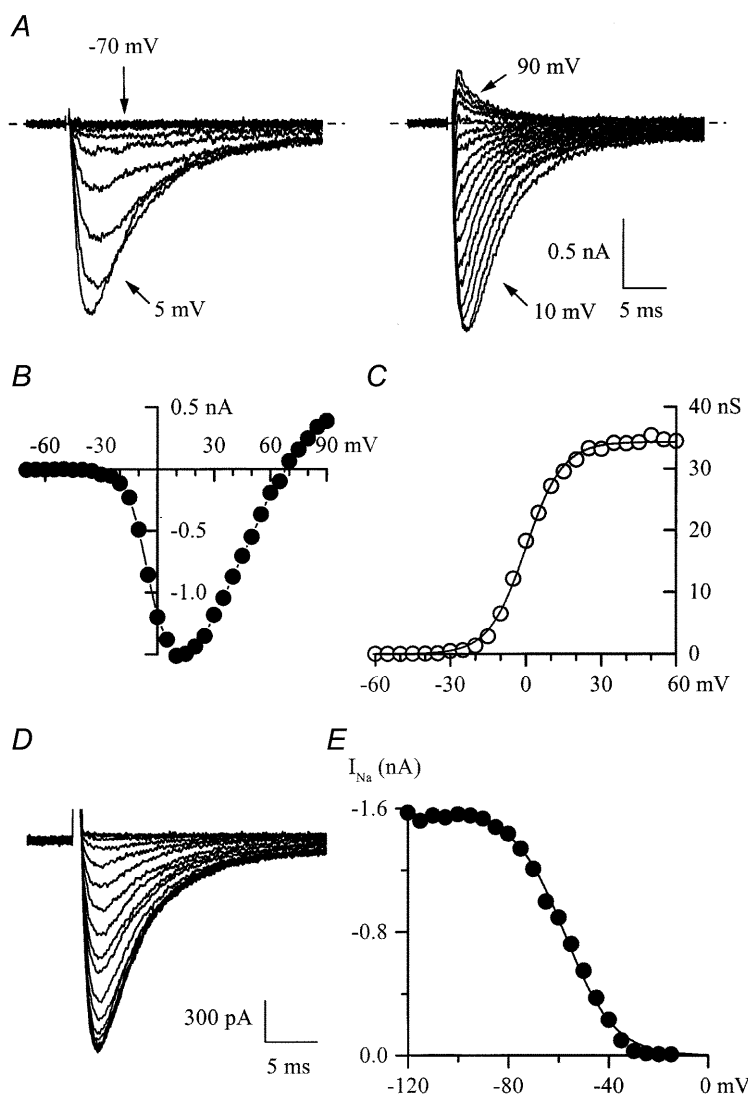 A
-70 mV
5 mV
90 mV
0.5 nA
10 mV
5 ms
B
0.5 nA
-60 -30 30 60 90 mV
-0.5
-1.0
C
40 nS
30
20
10
0
-60 -30 0 30 60 mV
D
300 pA
5 ms
E
I_Na (nA)
-1.6
-0.8
0.0
-120 -80 -40 0 mV